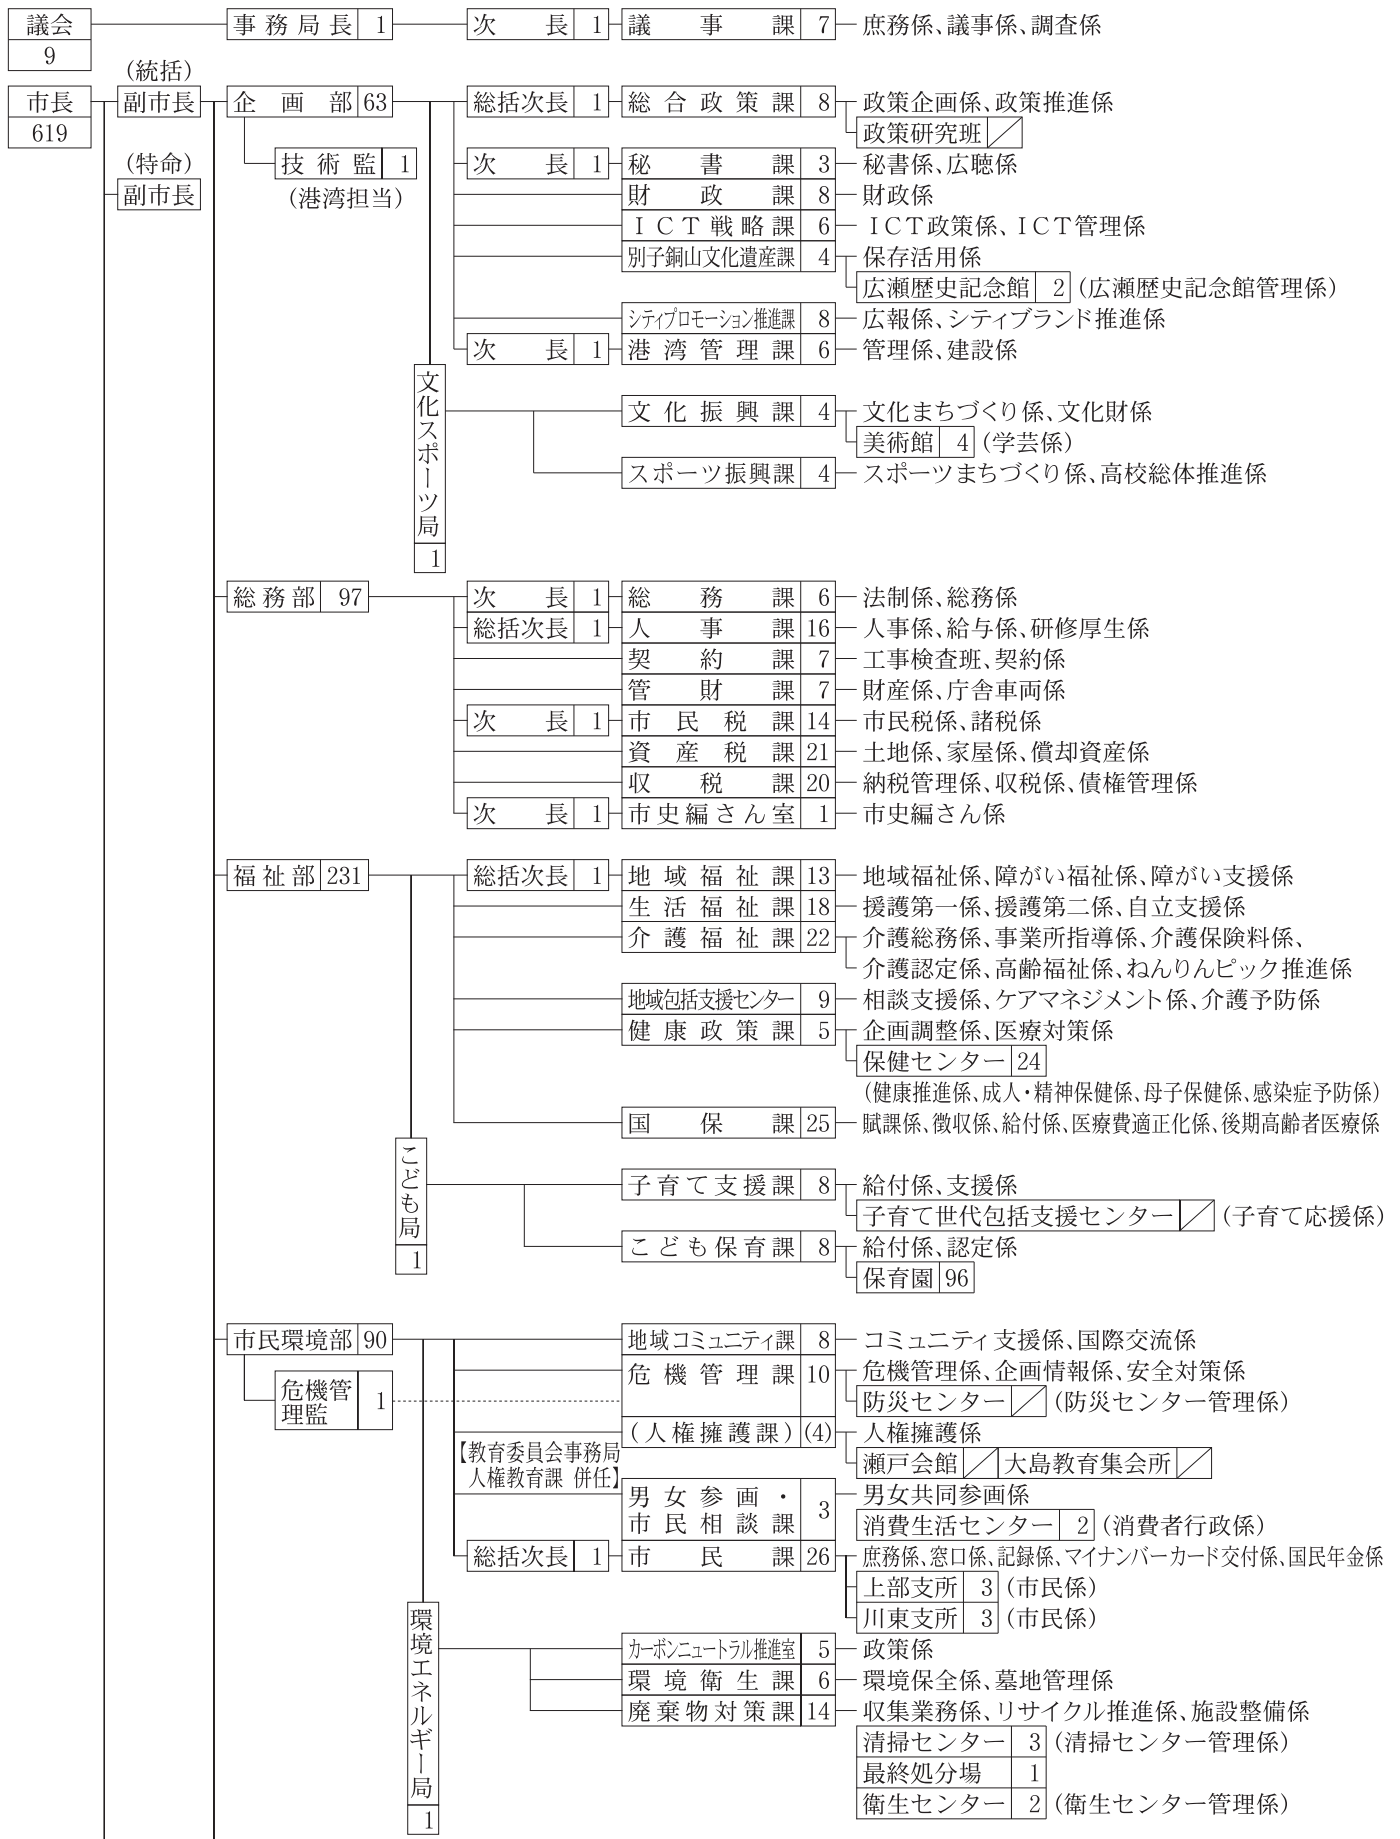 議会 事務局長 1 次長 1 議事課 7 庶務係、議事係、調査係
9
(統括)
市長 副市長 企画部 63 総括次長 1 総合政策課 8 政策企画係、政策推進係
619 政策研究班
(特命) 技術監 1 次長 1 秘書課 3 秘書係、広聴係
副市長 (港湾担当) 財政課 8 財政係
ICT戦略課 6 ICT政策係、ICT管理係
別子銅山文化遺産課 4 保存活用係
広瀬歴史記念館 2 (広瀬歴史記念館管理係)
シティプロモーション推進課 8 広報係、シティブランド推進係
次長 1 港湾管理課 6 管理係、建設係
文化スポーツ局 1
文化振興課 4 文化まちづくり係、文化財係
美術館 4 (学芸係)
スポーツ振興課 4 スポーツまちづくり係、高校総体推進係
総務部 97 次長 1 総務課 6 法制係、総務係
総括次長 1 人事課 16 人事係、給与係、研修厚生係
契約課 7 工事検査班、契約係
管財課 7 財産係、庁舎車両係
次長 1 市民税課 14 市民税係、諸税係
資産税課 21 土地係、家屋係、償却資産係
収税課 20 納税管理係、収税係、債権管理係
次長 1 市史編さん室 1 市史編さん係
福祉部 231 総括次長 1 地域福祉課 13 地域福祉係、障がい福祉係、障がい支援係
生活福祉課 18 援護第一係、援護第二係、自立支援係
介護福祉課 22 介護総務係、事業所指導係、介護保険料係、
介護認定係、高齢福祉係、ねんりんピック推進係
地域包括支援センター 9 相談支援係、ケアマネジメント係、介護予防係
健康政策課 5 企画調整係、医療対策係
保健センター 24
(健康推進係、成人・精神保健係、母子保健係、感染症予防係)
国保課 25 賦課係、徴収係、給付係、医療費適正化係、後期高齢者医療係
こども局 1
子育て支援課 8 給付係、支援係
子育て世代包括支援センター (子育て応援係)
こども保育課 8 給付係、認定係
保育園 96
市民環境部 90 地域コミュニティ課 8 コミュニティ支援係、国際交流係
危機管理監 1 危機管理課 10 危機管理係、企画情報係、安全対策係
防災センター (防災センター管理係)
(人権擁護課) (4) 人権擁護係
【教育委員会事務局 瀬戸会館 大島教育集会所
人権教育課 併任】
男女参画・市民相談課 3 男女共同参画係
消費生活センター 2 (消費者行政係)
総括次長 1 市民課 26 庶務係、窓口係、記録係、マイナンバーカード交付係、国民年金係
上部支所 3 (市民係)
川東支所 3 (市民係)
環境エネルギー局 1
カーボンニュートラル推進室 5 政策係
環境衛生課 6 環境保全係、墓地管理係
廃棄物対策課 14 収集業務係、リサイクル推進係、施設整備係
清掃センター 3 (清掃センター管理係)
最終処分場 1
衛生センター 2 (衛生センター管理係)